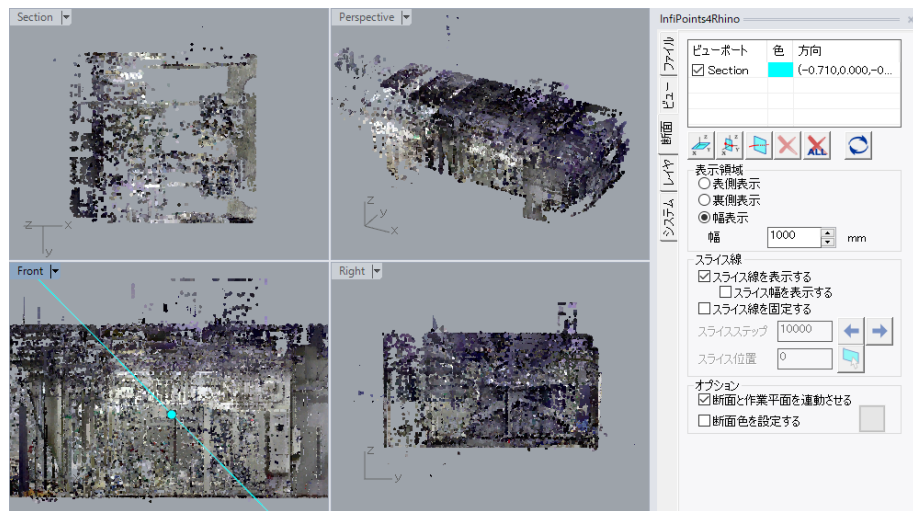 Section
Perspective
z
x
y
z
y
x
Front
Right
z
y
InfiPoints4Rhino
ファイル
ビュー
断面
レイヤ
システム
ビューポート 色 方向
Section (-0.710,0.000,-0...
ALL
表示領域
表側表示
裏側表示
幅表示
幅 1000 mm
スライス線
スライス線を表示する
スライス幅を表示する
スライス線を固定する
スライスステップ 10000
スライス位置 0
オプション
断面と作業平面を連動させる
断面色を設定する